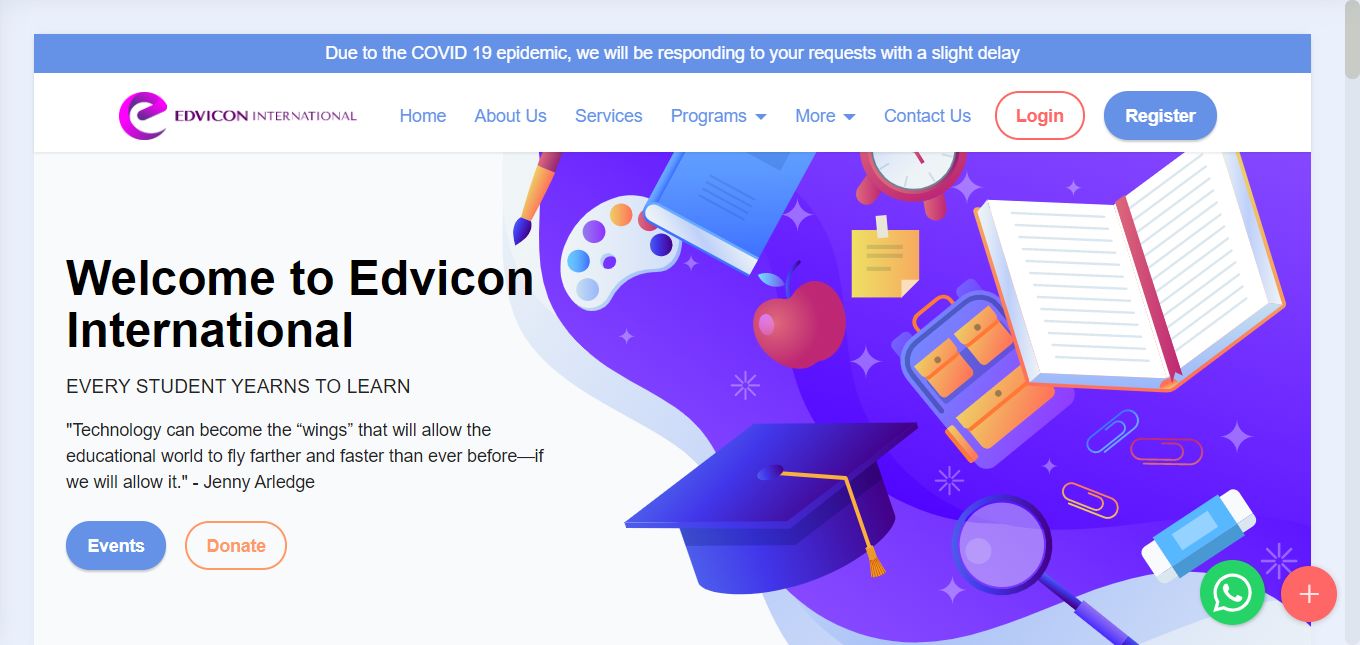 Due to the COVID 19 epidemic, we will be responding to your requests with a slight delay
EDVICON INTERNATIONAL
Home About Us Services Programs More Contact Us Login Register
Welcome to Edvicon
International
EVERY STUDENT YEARNS TO LEARN
"Technology can become the “wings” that will allow the
educational world to fly farther and faster than ever before—if
we will allow it." - Jenny Arledge
Events Donate